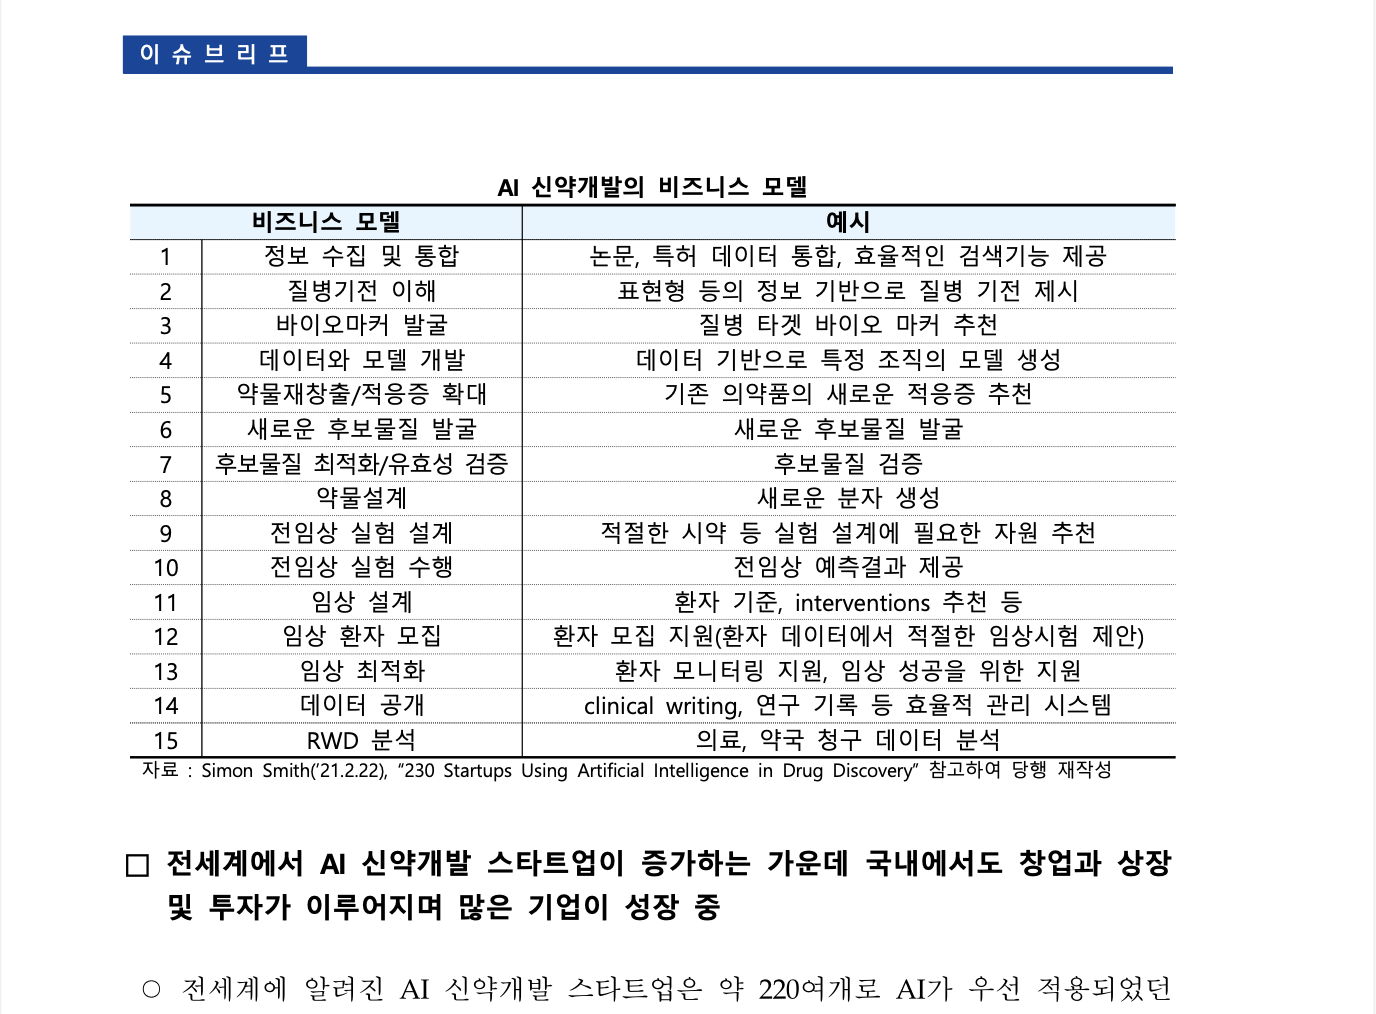 이슈브리프
AI 신약개발의 비즈니스 모델
비즈니스 모델 예시
1 정보 수집 및 통합 논문, 특허 데이터 통합, 효율적인 검색기능 제공
2 질병기전 이해 표현형 등의 정보 기반으로 질병 기전 제시
3 바이오마커 발굴 질병 타겟 바이오 마커 추천
4 데이터와 모델 개발 데이터 기반으로 특정 조직의 모델 생성
5 약물재창출/적응증 확대 기존 의약품의 새로운 적응증 추천
6 새로운 후보물질 발굴 새로운 후보물질 발굴
7 후보물질 최적화/유효성 검증 후보물질 검증
8 약물설계 새로운 분자 생성
9 전임상 실험 설계 적절한 시약 등 실험 설계에 필요한 자원 추천
10 전임상 실험 수행 전임상 예측결과 제공
11 임상 설계 환자 기준, interventions 추천 등
12 임상 환자 모집 환자 모집 지원(환자 데이터에서 적절한 임상시험 제안)
13 임상 최적화 환자 모니터링 지원, 임상 성공을 위한 지원
14 데이터 공개 clinical writing, 연구 기록 등 효율적 관리 시스템
15 RWD 분석 의료, 약국 청구 데이터 분석
자료 : Simon Smith(’21.2.22), “230 Startups Using Artificial Intelligence in Drug Discovery” 참고하여 당행 재작성
□ 전세계에서 AI 신약개발 스타트업이 증가하는 가운데 국내에서도 창업과 상장
및 투자가 이루어지며 많은 기업이 성장 중
○ 전세계에 알려진 AI 신약개발 스타트업은 약 220여개로 AI가 우선 적용되었던